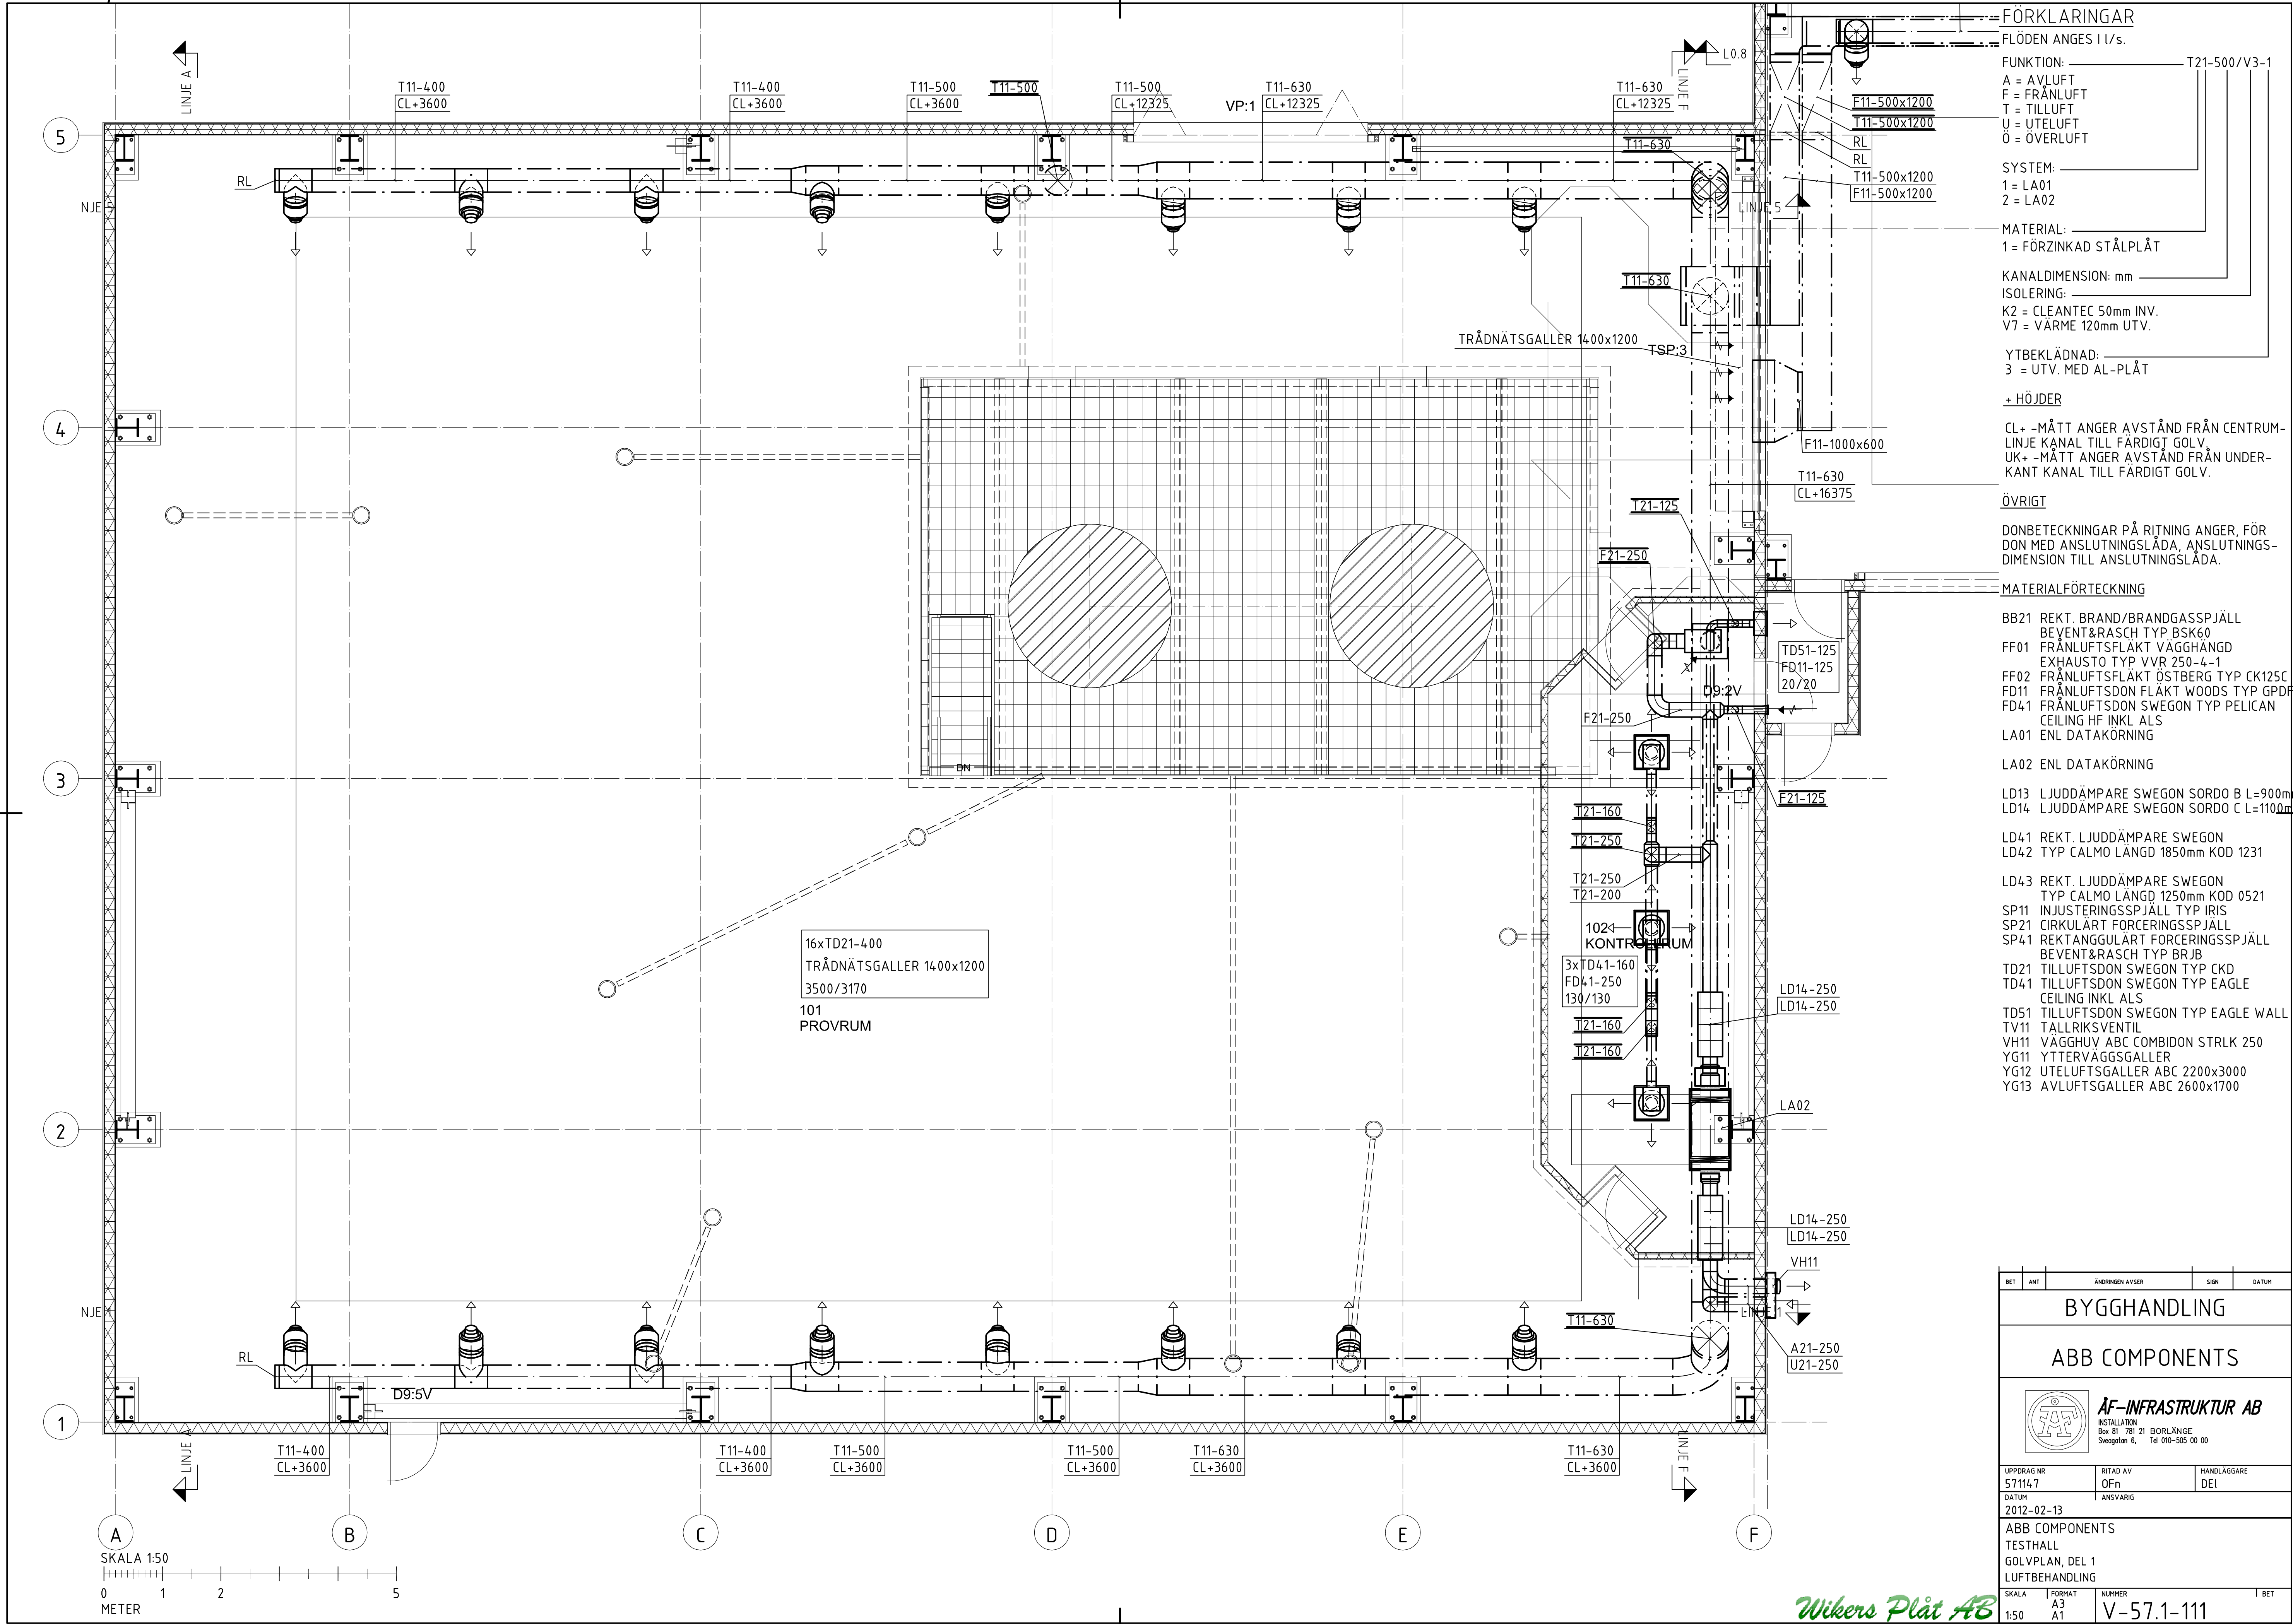 T11-400
CL+3600
T11-400
CL+3600
T11-500
CL+3600
T11-500
T11-500
CL+12325
VP:1
T11-630
CL+12325
T11-630
CL+12325
LINJE A
LINJE F
L0.8
5
4
3
2
1
RL
NJE 5
T11-630
LINJE 5
F11-500x1200
T11-500x1200
RL
RL
T11-500x1200
F11-500x1200
T11-630
TRÅDNÄTSGALLER 1400x1200
TSP:3
F11-1000x600
T11-630
CL+16375
T21-125
F21-250
TD51-125
FD11-125
20/20
D9:2V
F21-250
F21-125
DN
T21-160
T21-250
T21-250
T21-200
102
KONTROLLRUM
3xTD41-160
FD41-250
130/130
T21-160
T21-160
16xTD21-400
TRÅDNÄTSGALLER 1400x1200
3500/3170
101
PROVRUM
LD14-250
LD14-250
LA02
LD14-250
LD14-250
VH11
NJE 1
LINJE 1
T11-630
A21-250
U21-250
RL
D9:5V
T11-400
CL+3600
T11-400
CL+3600
T11-500
CL+3600
T11-500
CL+3600
T11-630
CL+3600
T11-630
CL+3600
LINJE A
LINJE F
A
B
C
D
E
F
SKALA 1:50
0 1 2 5
METER
FÖRKLARINGAR
FLÖDEN ANGES I l/s.
FUNKTION: T21-500/V3-1
A = AVLUFT
F = FRÅNLUFT
T = TILLUFT
U = UTELUFT
Ö = ÖVERLUFT
SYSTEM:
1 = LA01
2 = LA02
MATERIAL:
1 = FÖRZINKAD STÅLPLÅT
KANALDIMENSION: mm
ISOLERING:
K2 = CLEANTEC 50mm INV.
V7 = VÄRME 120mm UTV.
YTBEKLÄDNAD:
3 = UTV. MED AL-PLÅT
+ HÖJDER
CL+ -MÅTT ANGER AVSTÅND FRÅN CENTRUM-
LINJE KANAL TILL FÄRDIGT GOLV.
UK+ -MÅTT ANGER AVSTÅND FRÅN UNDER-
KANT KANAL TILL FÄRDIGT GOLV.
ÖVRIGT
DONBETECKNINGAR PÅ RITNING ANGER, FÖR
DON MED ANSLUTNINGSLÅDA, ANSLUTNINGS-
DIMENSION TILL ANSLUTNINGSLÅDA.
MATERIALFÖRTECKNING
BB21 REKT. BRAND/BRANDGASSPJÄLL
BEVENT&RASCH TYP BSK60
FF01 FRÅNLUFTSFLÄKT VÄGGHÄNGD
EXHAUSTO TYP VVR 250-4-1
FF02 FRÅNLUFTSFLÄKT ÖSTBERG TYP CK125C
FD11 FRÅNLUFTSDON FLÄKT WOODS TYP GPDF
FD41 FRÅNLUFTSDON SWEGON TYP PELICAN
CEILING HF INKL ALS
LA01 ENL DATAKÖRNING
LA02 ENL DATAKÖRNING
LD13 LJUDDÄMPARE SWEGON SORDO B L=900m
LD14 LJUDDÄMPARE SWEGON SORDO C L=1100m
LD41 REKT. LJUDDÄMPARE SWEGON
LD42 TYP CALMO LÄNGD 1850mm KOD 1231
LD43 REKT. LJUDDÄMPARE SWEGON
TYP CALMO LÄNGD 1250mm KOD 0521
SP11 INJUSTERINGSSPJÄLL TYP IRIS
SP21 CIRKULÄRT FORCERINGSSPJÄLL
SP41 REKTANGGULÄRT FORCERINGSSPJÄLL
BEVENT&RASCH TYP BRJB
TD21 TILLUFTSDON SWEGON TYP CKD
TD41 TILLUFTSDON SWEGON TYP EAGLE
CEILING INKL ALS
TD51 TILLUFTSDON SWEGON TYP EAGLE WALL
TV11 TALLRIKSVENTIL
VH11 VÄGGHUV ABC COMBIDON STRLK 250
YG11 YTTERVÄGGSGALLER
YG12 UTELUFTSGALLER ABC 2200x3000
YG13 AVLUFTSGALLER ABC 2600x1700
BET ANT ÄNDRINGEN AVSER SIGN DATUM
BYGGHANDLING
ABB COMPONENTS
ÅF
ÅF-INFRASTRUKTUR AB
INSTALLATION
Box 81 781 21 BORLÄNGE
Sveagatan 6, Tel 010-505 00 00
UPPDRAG NR RITAD AV HANDLÄGGARE
571147 OFn DEl
DATUM ANSVARIG
2012-02-13
ABB COMPONENTS
TESTHALL
GOLVPLAN, DEL 1
LUFTBEHANDLING
SKALA FORMAT NUMMER BET
1:50 A3 A1 V-57.1-111
Wikers Plåt AB